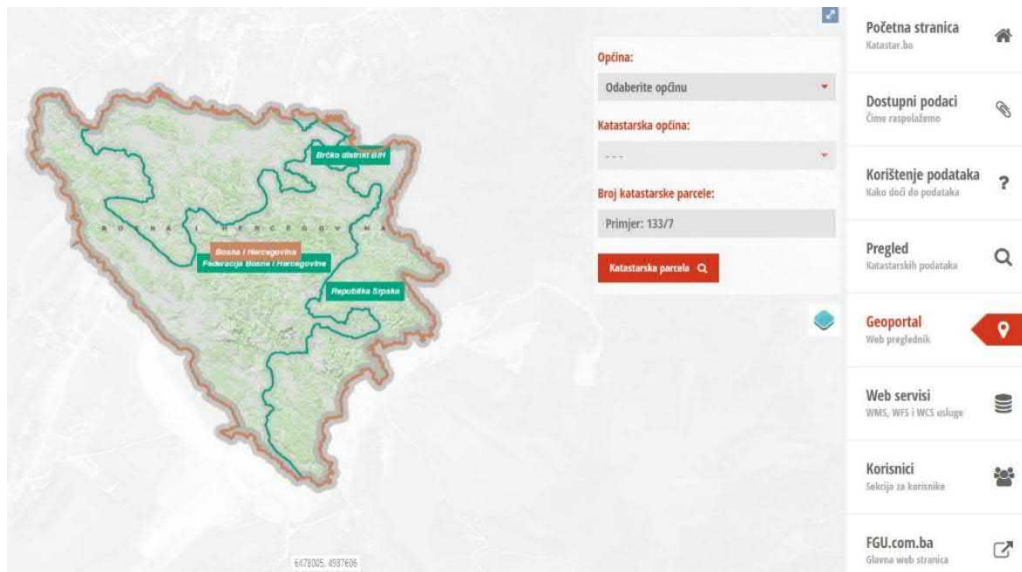 Brčko distrikt BiH
B O S N A I H E R C E G O V I N A
Bosna i Hercegovina
Federacija Bosne i Hercegovine
Republika Srpska
6478005, 4987606
Općina:
Odaberite općinu
Katastarska općina:
---
Broj katastarske parcele:
Primjer: 133/7
Katastarska parcela
Početna stranica
Katastar.ba
Dostupni podaci
Čime raspolažemo
Korištenje podataka
Kako doći do podataka
?
Pregled
Katastarskih podataka
Geoportal
Web preglednik
Web servisi
WMS, WFS i WCS usluge
Korisnici
Sekcija za korisnike
FGU.com.ba
Glavna web stranica